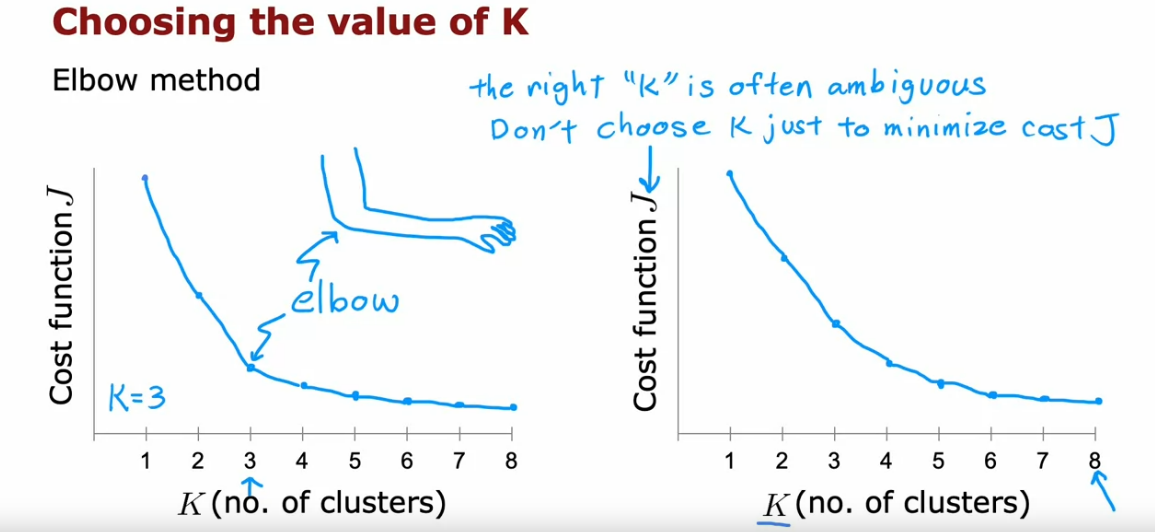 Choosing the value of K
Elbow method
the right "K" is often ambiguous
Don't choose K just to minimize cost J
Cost function J
elbow
K=3
1 2 3 4 5 6 7 8
K (no. of clusters)
Cost function J
1 2 3 4 5 6 7 8
K (no. of clusters)